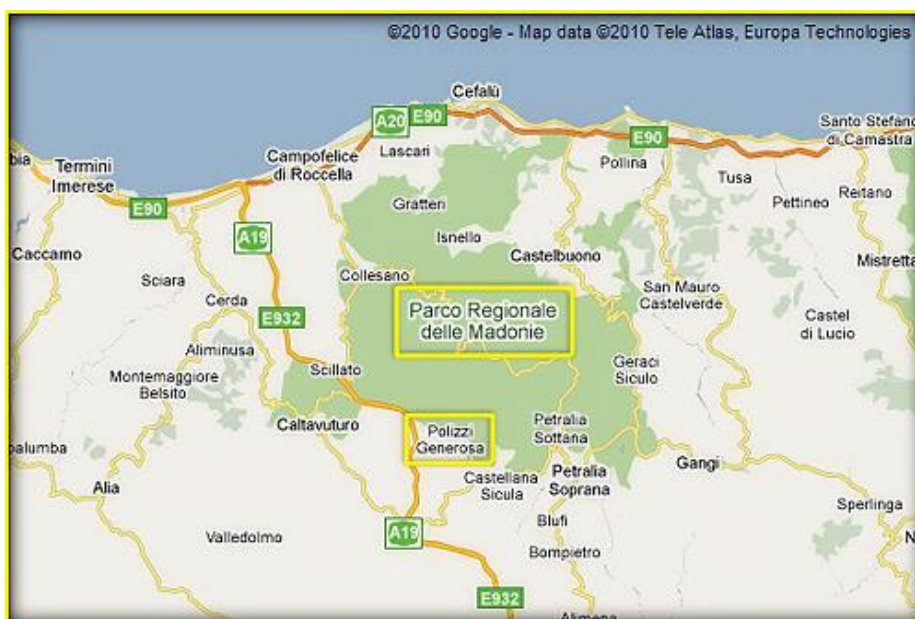 ©2010 Google - Map data ©2010 Tele Atlas, Europa Technologies
Cefalù
A20
E90
Santo Stefano
di Camastra
E90
Lascari
Campofelice
di Roccella
Pollina
Termini
Imerese
Tusa
Reitano
Pettineo
Gratteri
E90
Isnello
A19
Castelbuono
Caccamo
Mistretta
Sciara
Collesano
San Mauro
Castelverde
Cerda
Parco Regionale
delle Madonie
Castel
di Lucio
E932
Aliminusa
Geraci
Siculo
Scillato
Montemaggiore
Belsito
Caltavuturo
Petralia
Sottana
Polizzi
Generosa
palumba
Gangi
Petralia
Soprana
Castellana
Sicula
Alia
Sperlinga
Blufi
A19
Valledolmo
Bompietro
N
E932
Alimena